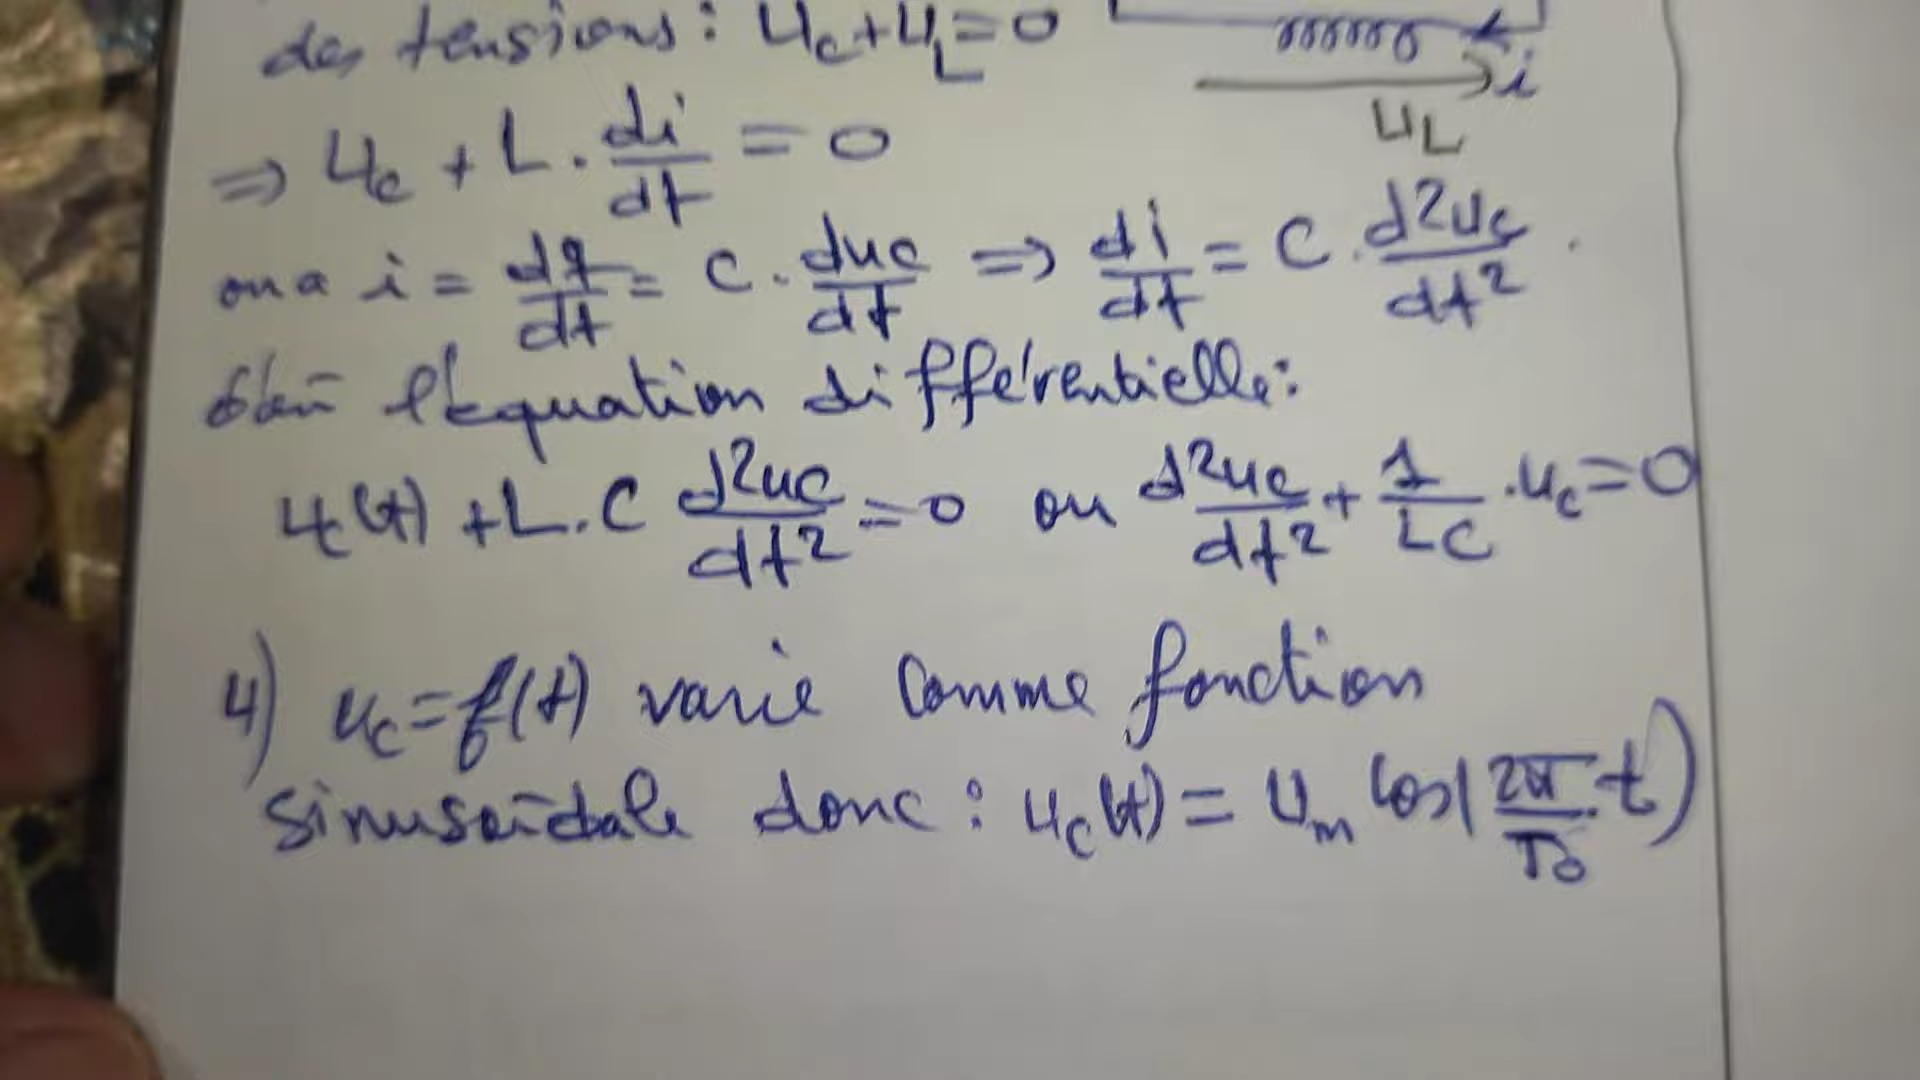 des tensions : uc+uL=0
i
uL
⇒ uc + L . di/dt = 0
on a i = dq/dt = C . duc/dt ⇒ di/dt = C . d²uc/dt² .
d'où l'équation différentielle:
uc(t) + L.C d²uc/dt² = 0 ou d²uc/dt² + 1/LC . uc = 0
4) uc=f(t) varie comme fonction
sinusoïdale donc : uc(t) = Um cos(2π/T0 . t)